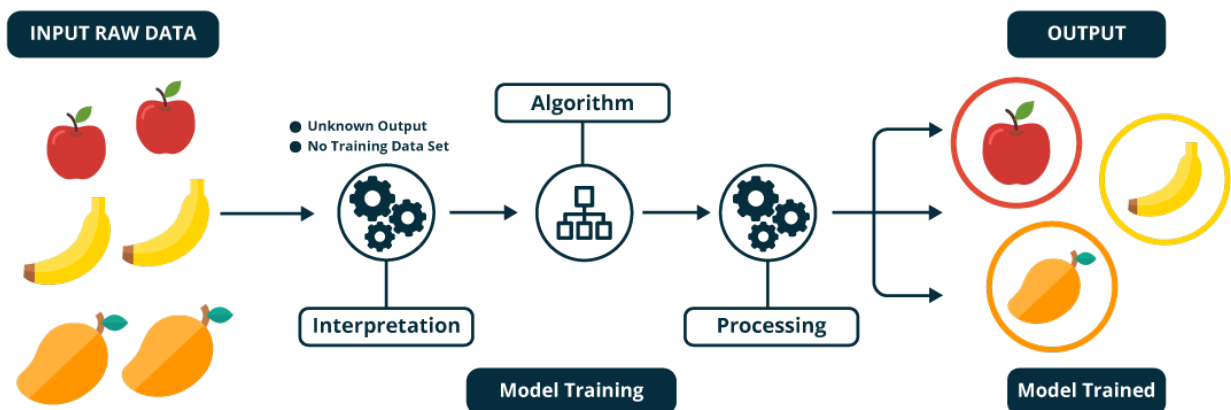 INPUT RAW DATA
OUTPUT
Algorithm
Unknown Output
No Training Data Set
Interpretation
Processing
Model Training
Model Trained